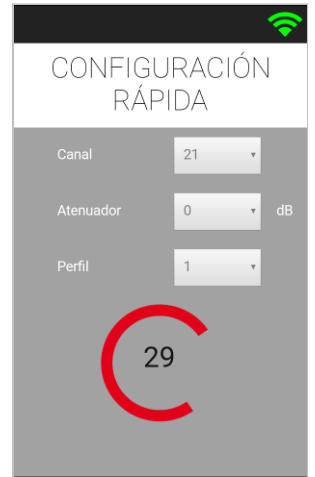 CONFIGURACIÓN
RÁPIDA
Canal 21
Atenuador 0 dB
Perfil 1
29